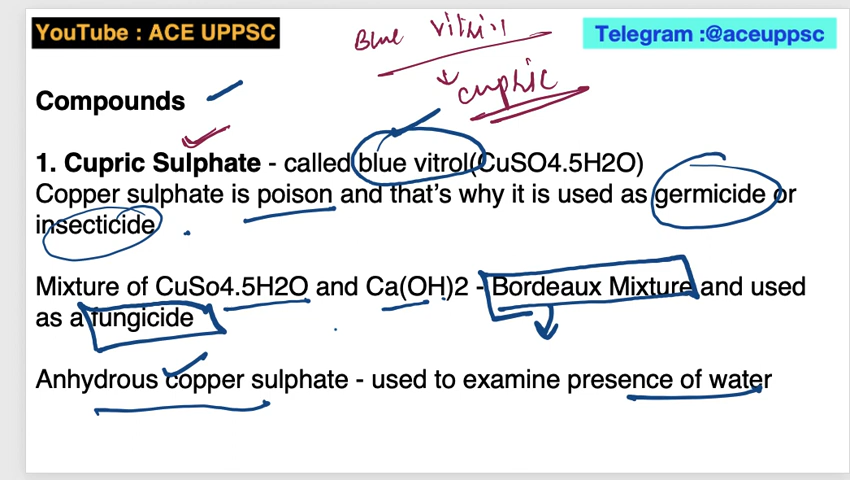 YouTube : ACE UPPSC
Blue vitriol
Telegram :@aceuppsc
cuphic
Compounds
1. Cupric Sulphate - called blue vitrol(CuSO4.5H2O)
Copper sulphate is poison and that's why it is used as germicide or
insecticide
Mixture of CuSo4.5H2O and Ca(OH)2 - Bordeaux Mixture and used
as a fungicide
Anhydrous copper sulphate - used to examine presence of water